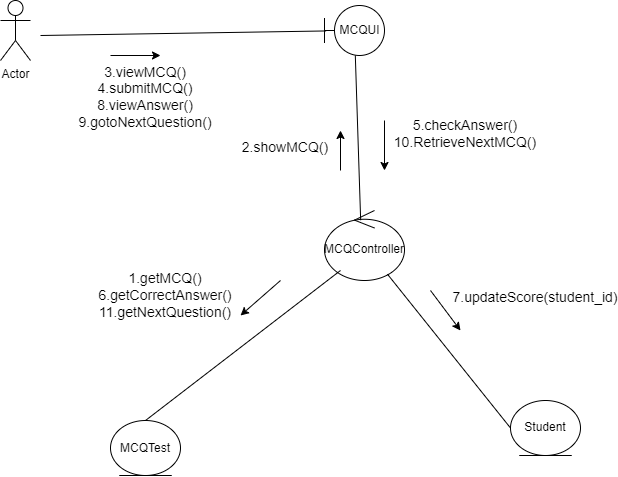 MCQUI
Actor
3.viewMCQ()
4.submitMCQ()
8.viewAnswer()
9.gotoNextQuestion()
5.checkAnswer()
10.RetrieveNextMCQ()
2.showMCQ()
MCQController
1.getMCQ()
6.getCorrectAnswer()
11.getNextQuestion()
7.updateScore(student_id)
MCQTest
Student